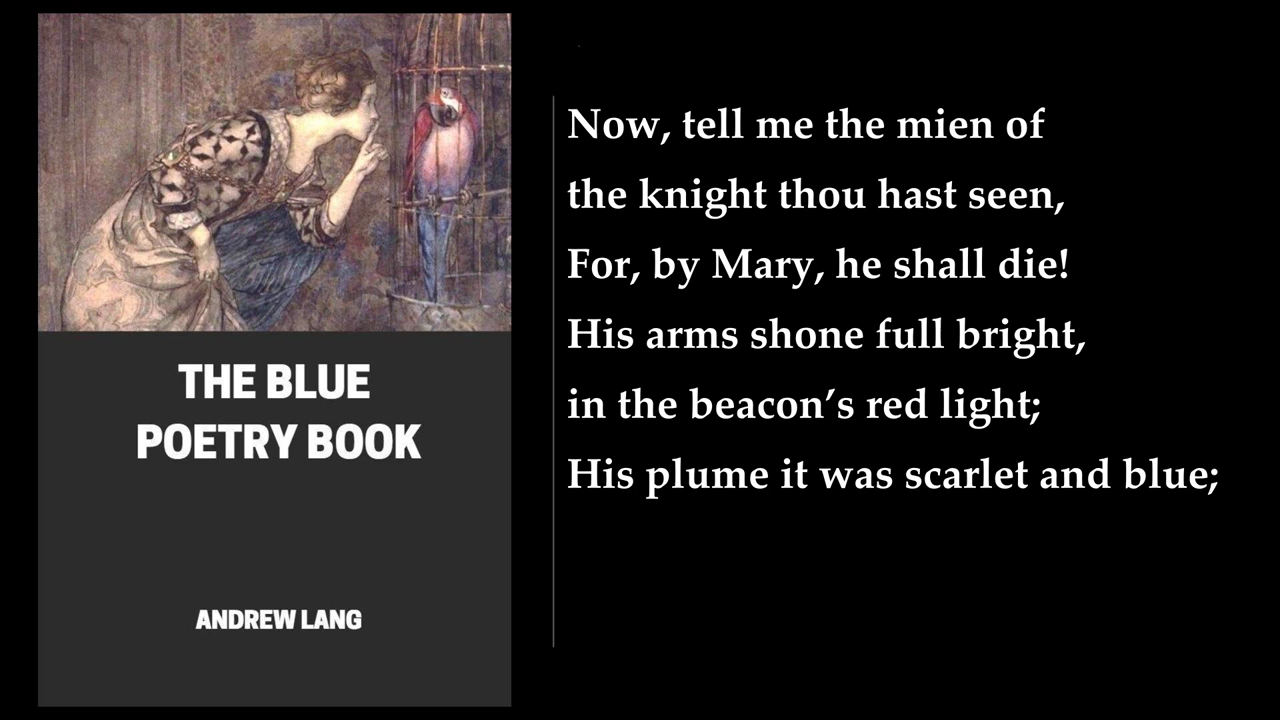 THE BLUE
POETRY BOOK
ANDREW LANG
Now, tell me the mien of
the knight thou hast seen,
For, by Mary, he shall die!
His arms shone full bright,
in the beacon’s red light;
His plume it was scarlet and blue;